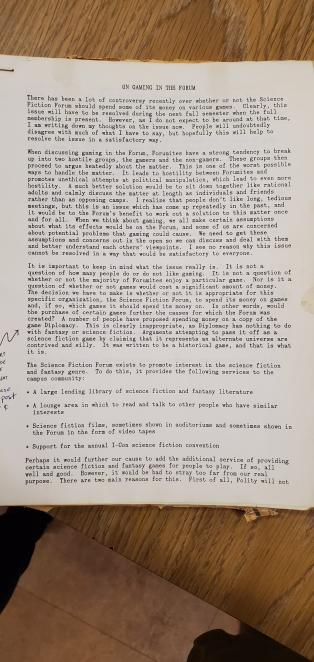 ON GAMING IN THE FORUM
There has been a lot of controversy recently over whether or not the Science
Fiction Forum should spend some of its money on various games. Clearly, this
issue will have to be resolved during the next fall semester when the full
membership is present. However, as I do not expect to be around at that time,
I am writing down my thoughts on the issue now. People will undoubtedly
disagree with much of what I have to say, but hopefully this will help to
resolve the issue in a satisfactory way.
When discussing gaming in the Forum, Forumites have a strong tendency to break
up into two hostile groups, the gamers and the non-gamers. These groups then
proceed to argue heatedly about the matter. This is one of the worst possible
ways to handle the matter. It leads to hostility between Forumites and
promotes unethical attempts at political manipulation, which lead to even more
hostility. A much better solution would be to sit down together like rational
adults and calmly discuss the matter at length as individuals and friends
rather than as opposing camps. I realize that people don't like long, tedious
meetings, but this is an issue which has come up repeatedly in the past, and
it would be to the Forum's benefit to work out a solution to this matter once
and for all. When we think about gaming, we all make certain assumptions
about what its effects would be on the Forum, and some of us are concerned
about potential problems that gaming could cause. We need to get these
assumptions and concerns out in the open so we can discuss and deal with them
and better understand each others' viewpoints. I see no reason why this issue
cannot be resolved in a way that would be satisfactory to everyone.
It is important to keep in mind what the issue really is. It is not a
question of how many people do or do not like gaming. It is not a question of
whether or not the majority of Forumites enjoy a particular game. Nor is it a
question of whether or not games would cost a significant amount of money.
The decision we have to make is whether or not it is appropriate for this
specific organization, the Science Fiction Forum, to spend its money on games
and, if so, which games it should spend its money on. In other words, would
the purchase of certain games further the causes for which the Forum was
created? A number of people have proposed spending money on a copy of the
game Diplomacy. This is clearly inappropriate, as Diplomacy has nothing to do
with fantasy or science fiction. Arguments attempting to pass it off as a
science fiction game by claiming that it represents an alternate universe are
contrived and silly. It was written to be a historical game, and that is what
it is.
The Science Fiction Forum exists to promote interest in the science fiction
and fantasy genre. To do this, it provides the following services to the
campus community:
* A large lending library of science fiction and fantasy literature
* A lounge area in which to read and talk to other people who have similar
interests
* Science fiction films, sometimes shown in auditoriums and sometimes shown in
the Forum in the form of video tapes
* Support for the annual I-Con science fiction convention
Perhaps it would further our cause to add the additional service of providing
certain science fiction and fantasy games for people to play. If so, all
well and good. However, it would be bad to stray too far from our real
purpose. There are two main reasons for this. First of all, Polity will not
post